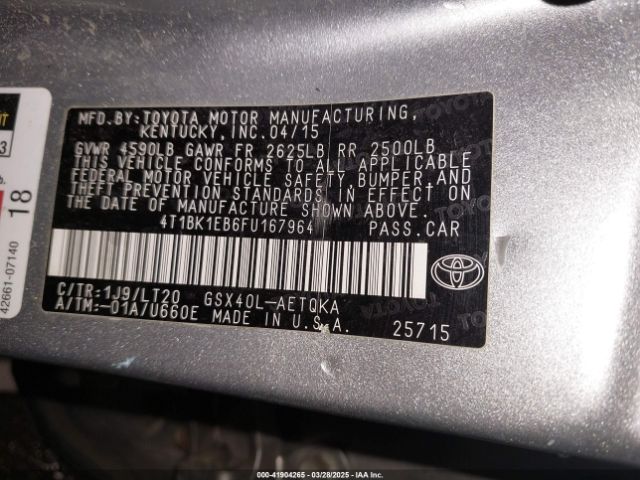 MFD.BY:TOYOTA MOTOR MANUFACTURING,
KENTUCKY,INC.04/15
GVWR 4590LB GAWR FR 2625LB RR 2500LB
THIS VEHICLE CONFORMS TO ALL APPLICABLE
FEDERAL MOTOR VEHICLE SAFETY,BUMPER,AND
THEFT PREVENTION STANDARDS IN EFFECT ON
THE DATE OF MANUFACTURE SHOWN ABOVE.
4T1BK1EB6FU167964 PASS.CAR
C/TR:1J9/LT20 GSX40L-AETQKA
A/TM:-01A/U660E MADE IN U.S.A. 25715
TOYOTA
18
42661-07140
000-41904265 | 03/28/2025 | IAA Inc.